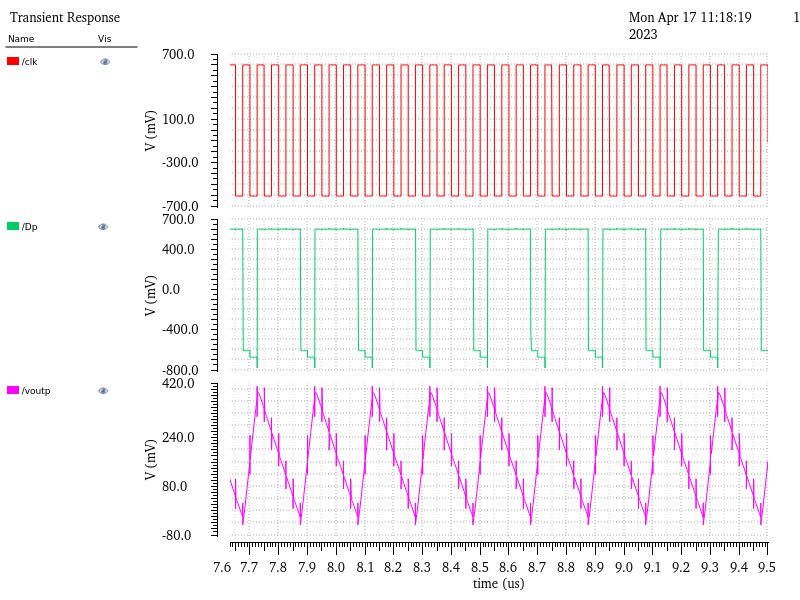 Transient Response
Mon Apr 17 11:18:19 1
2023
Name Vis
/clk
700.0
100.0
-300.0
-700.0
V (mV)
/Dp
700.0
400.0
0.0
-400.0
-800.0
V (mV)
/voutp
420.0
240.0
80.0
-80.0
V (mV)
7.6 7.7 7.8 7.9 8.0 8.1 8.2 8.3 8.4 8.5 8.6 8.7 8.8 8.9 9.0 9.1 9.2 9.3 9.4 9.5
time (us)